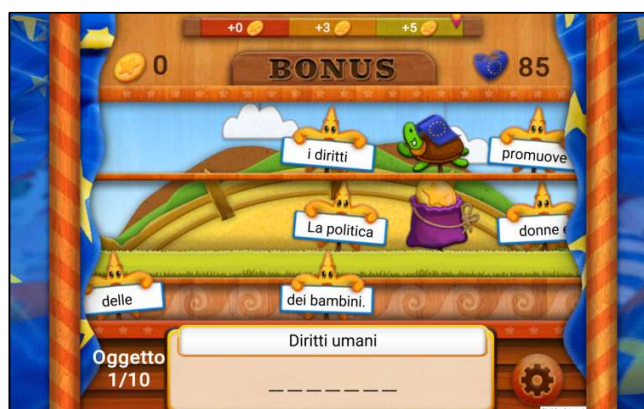 +0 +3 +5
0 BONUS 85
i diritti promuove
La politica donne e
delle dei bambini.
Diritti umani
Oggetto
1/10